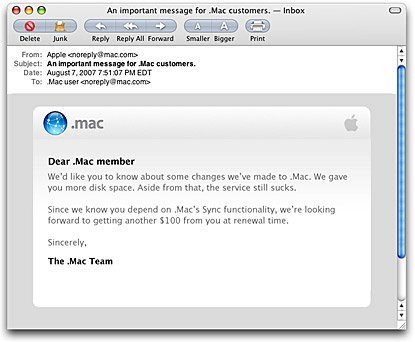 An important message for .Mac customers. — Inbox
Delete Junk Reply Reply All Forward Smaller Bigger Print
From: Apple <noreply@mac.com>
Subject: An important message for .Mac customers.
Date: August 7, 2007 7:51:07 PM EDT
To: .Mac user <noreply@mac.com>
.mac
Dear .Mac member
We'd like you to know about some changes we've made to .Mac. We gave
you more disk space. Aside from that, the service still sucks.
Since we know you depend on .Mac's Sync functionality, we're looking
forward to getting another $100 from you at renewal time.
Sincerely,
The .Mac Team